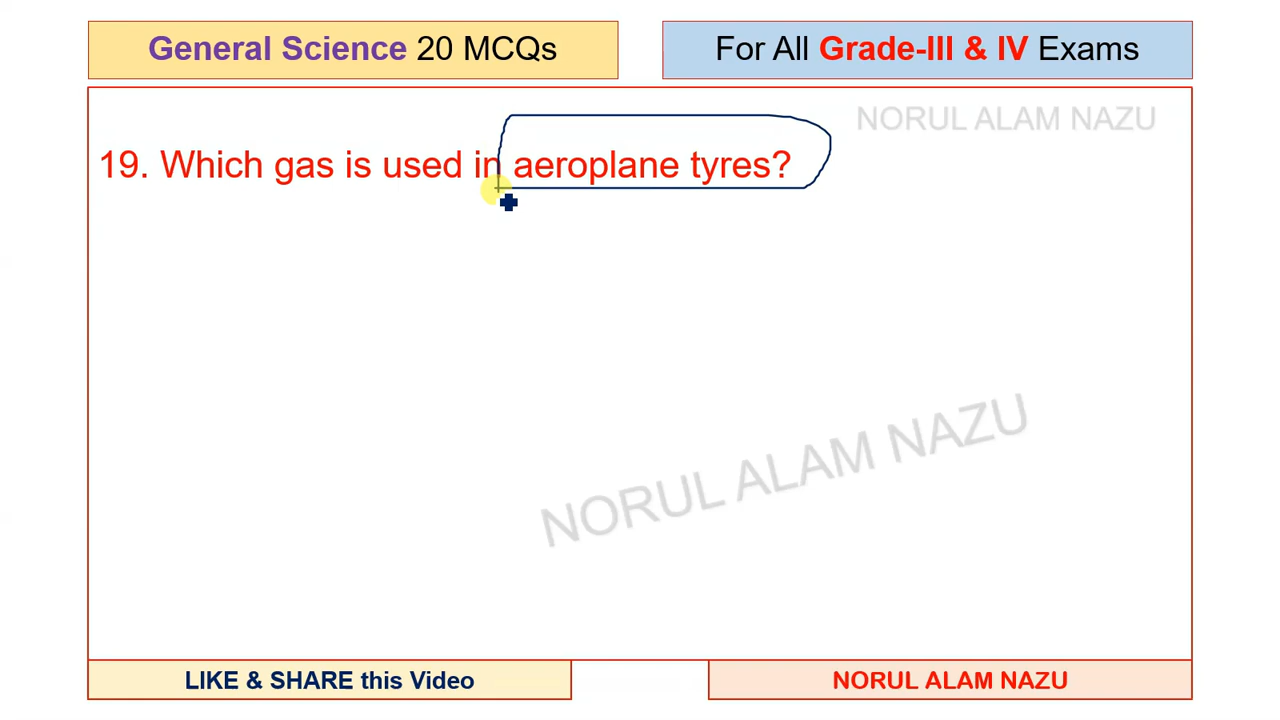 General Science 20 MCQs
For All Grade-III & IV Exams
NORUL ALAM NAZU
19. Which gas is used in aeroplane tyres?
NORUL ALAM NAZU
LIKE & SHARE this Video
NORUL ALAM NAZU